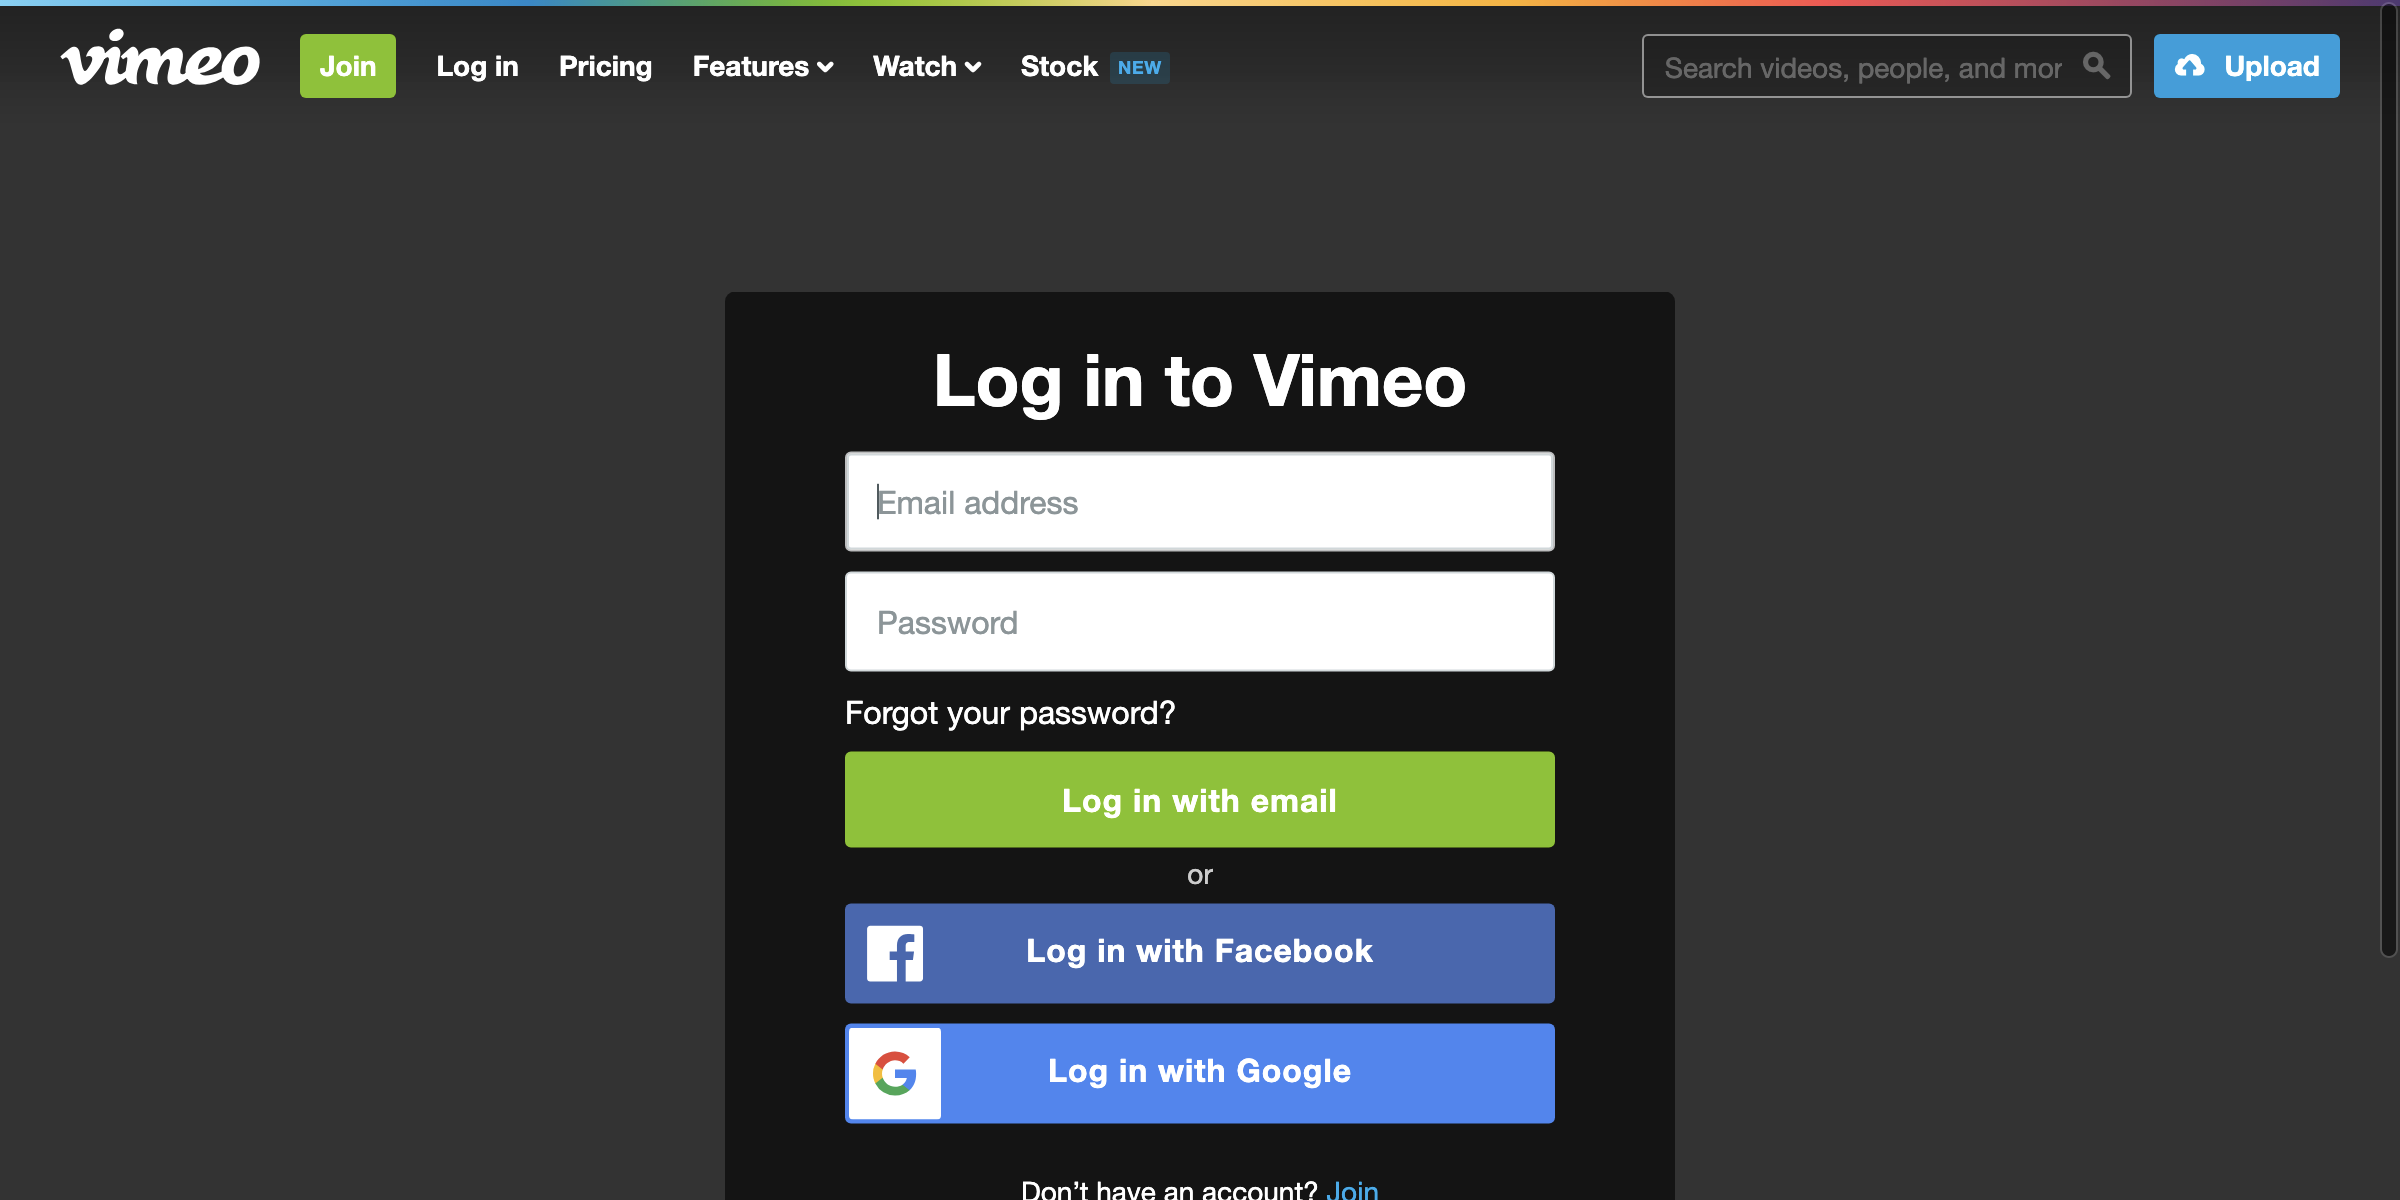 vimeo Join Log in Pricing Features Watch Stock NEW Search videos, people, and mor Upload
Log in to Vimeo
Email address
Password
Forgot your password?
Log in with email
or
Log in with Facebook
Log in with Google
Don't have an account? Join